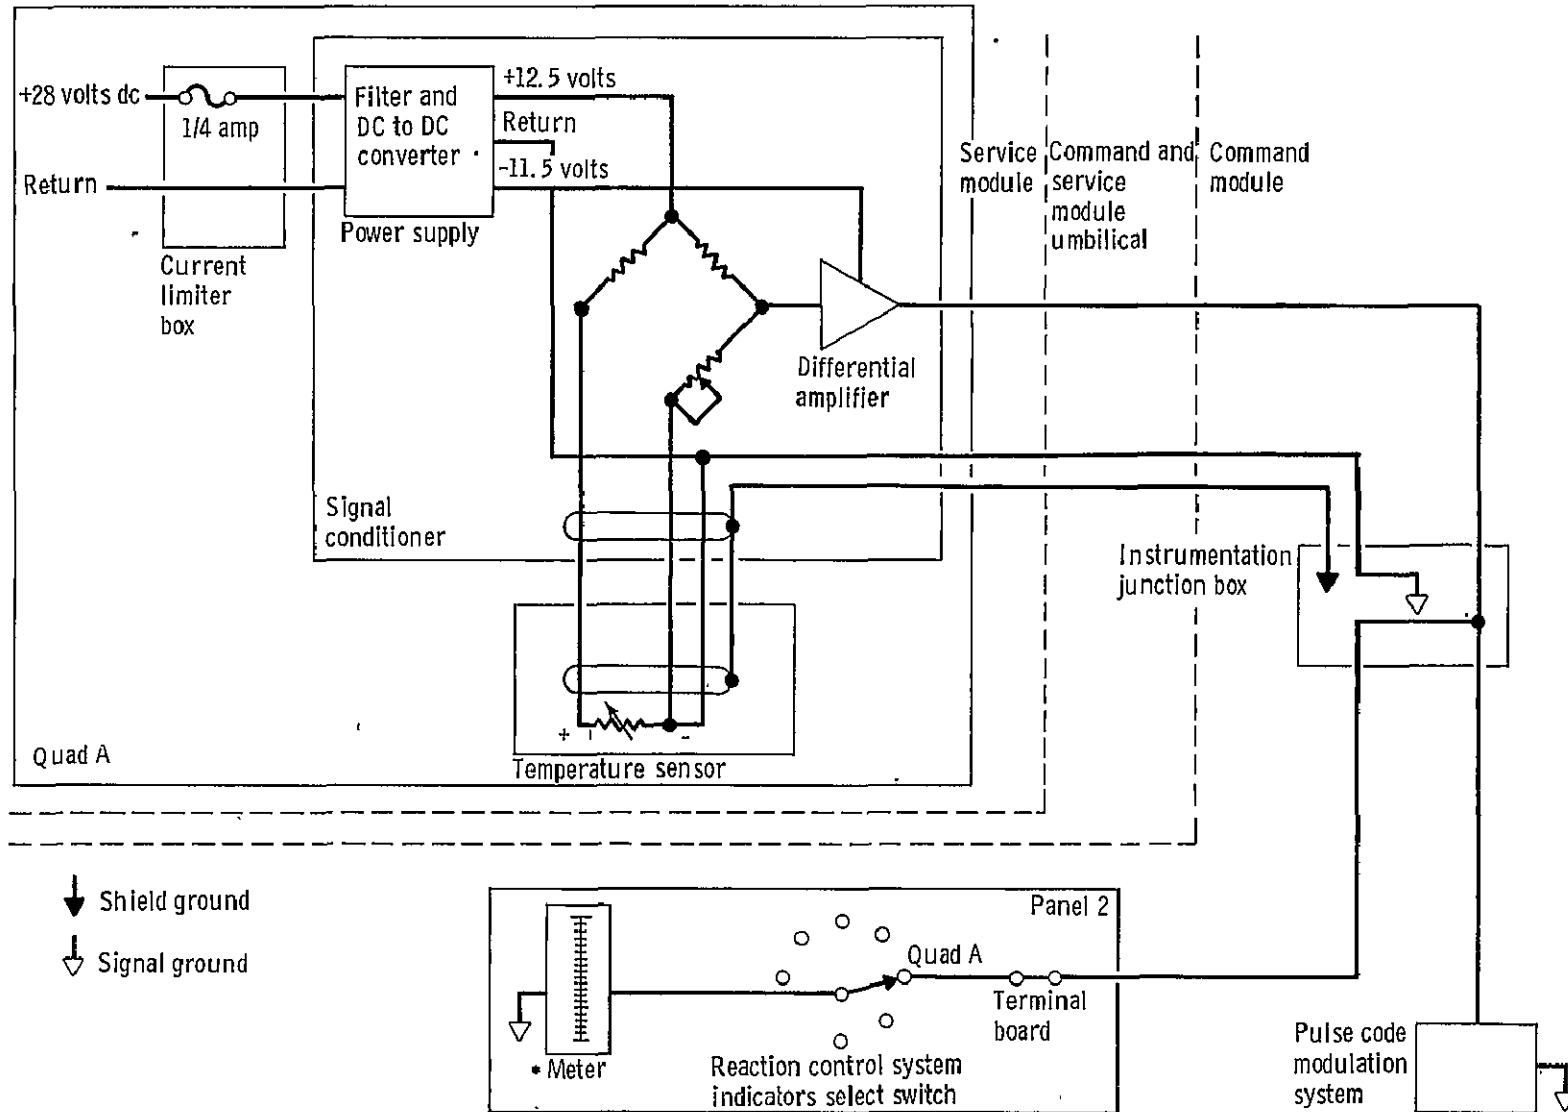 +28 volts dc
1/4 amp
Return
Current
limiter
box
Filter and
DC to DC
converter
Power supply
+12.5 volts
Return
-11.5 volts
Differential
amplifier
Signal
conditioner
+ -
Temperature sensor
Quad A
Service
module
Command and
service
module
umbilical
Command
module
Instrumentation
junction box
Shield ground
Signal ground
Panel 2
Quad A
Terminal
board
Meter
Reaction control system
indicators select switch
Pulse code
modulation
system